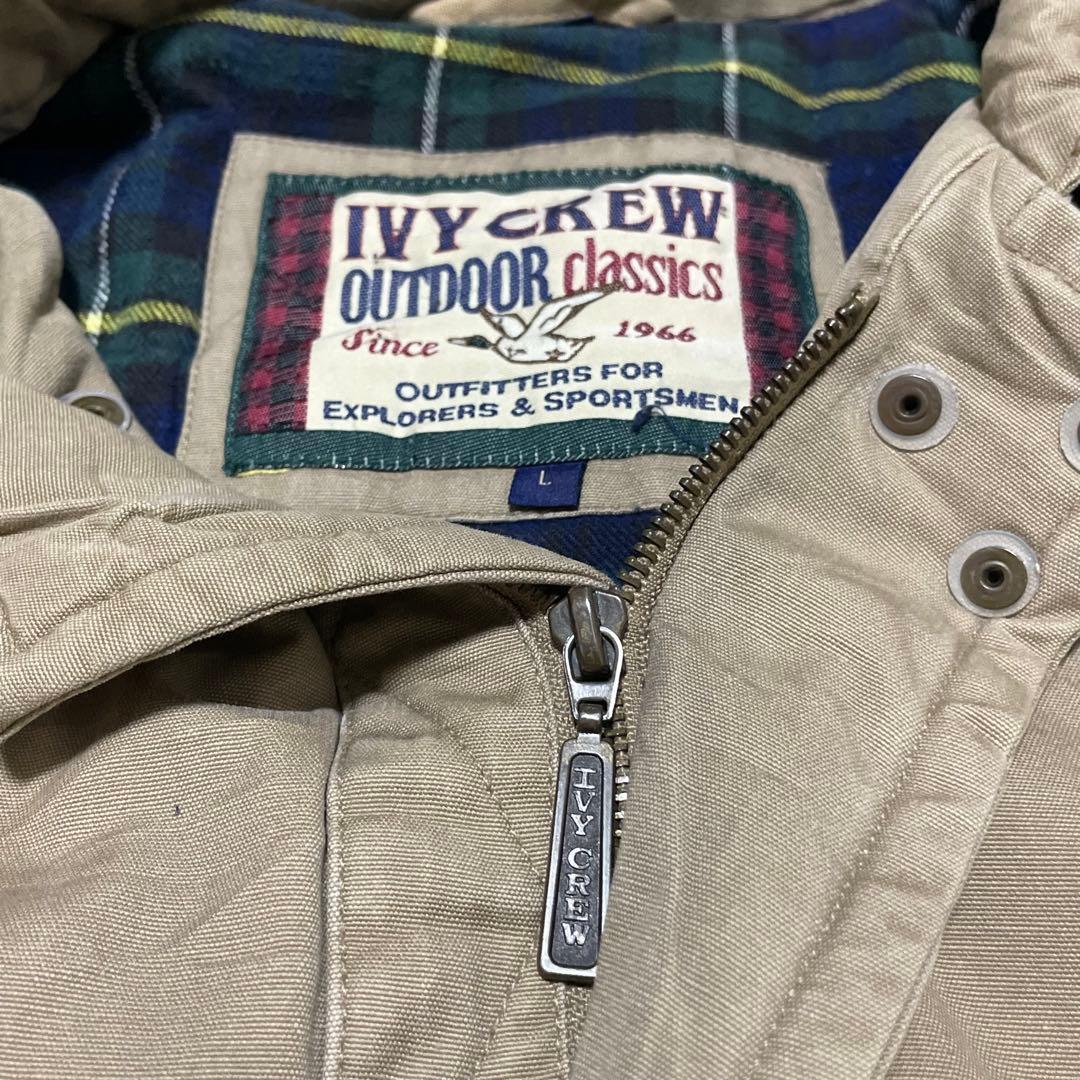 IVY CREW
OUTDOOR classics
Since 1966
OUTFITTERS FOR
EXPLORERS & SPORTSMEN
L
IVY CREW